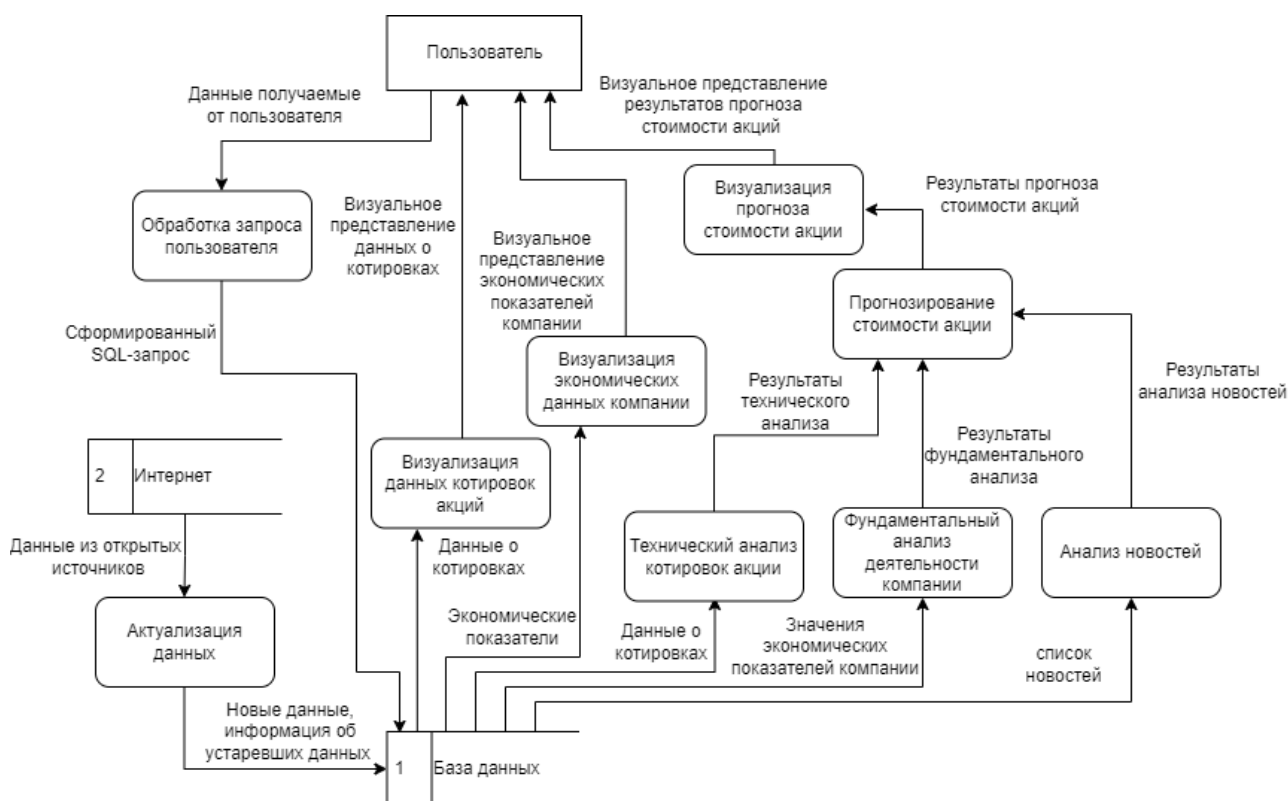 Пользователь
Данные получаемые
от пользователя
Визуальное представление
результатов прогноза
стоимости акций
Обработка запроса
пользователя
Визуальное
представление
данных о
котировках
Визуальное
представление
экономических
показателей
компании
Визуализация
прогноза
стоимости акции
Результаты прогноза
стоимости акций
Прогнозирование
стоимости акции
Сформированный
SQL-запрос
Визуализация
экономических
данных компании
Результаты
технического
анализа
Результаты
анализа новостей
Результаты
фундаментального
анализа
2
Интернет
Визуализация
данных котировок
акций
Данные из открытых
источников
Данные о
котировках
Технический анализ
котировок акции
Фундаментальный
анализ
деятельности
компании
Анализ новостей
Актуализация
данных
Экономические
показатели
Данные о
котировках
Значения
экономических
показателей компании
список
новостей
Новые данные,
информация об
устаревших данных
1
База данных